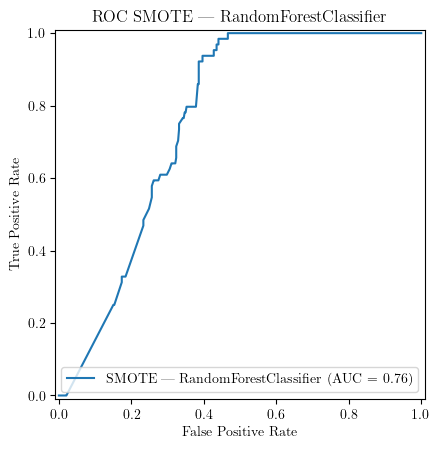 ROC SMOTE — RandomForestClassifier
1.0
0.8
0.6
0.4
0.2
0.0
True Positive Rate
SMOTE — RandomForestClassifier (AUC = 0.76)
0.0 0.2 0.4 0.6 0.8 1.0
False Positive Rate